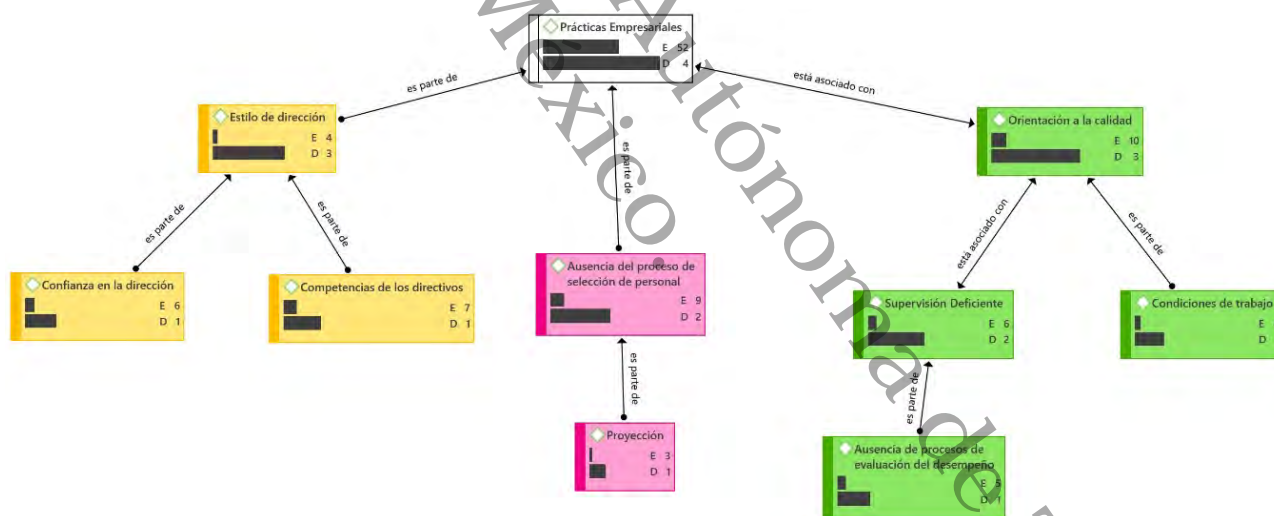 Prácticas Empresariales
E 52
D 4
es parte de
está asociado con
Estilo de dirección
E 4
D 3
es parte de
Orientación a la calidad
E 10
D 3
es parte de
es parte de
está asociado con
es parte de
Confianza en la dirección
E 6
D 1
Competencias de los directivos
E 7
D 1
Ausencia del proceso de
selección de personal
E 9
D 2
Supervisión Deficiente
E 6
D 2
Condiciones de trabajo
E
D
es parte de
es parte de
Proyección
E 3
D 1
Ausencia de procesos de
evaluación del desempeño
E 5
D 1
Autónoma de
México.